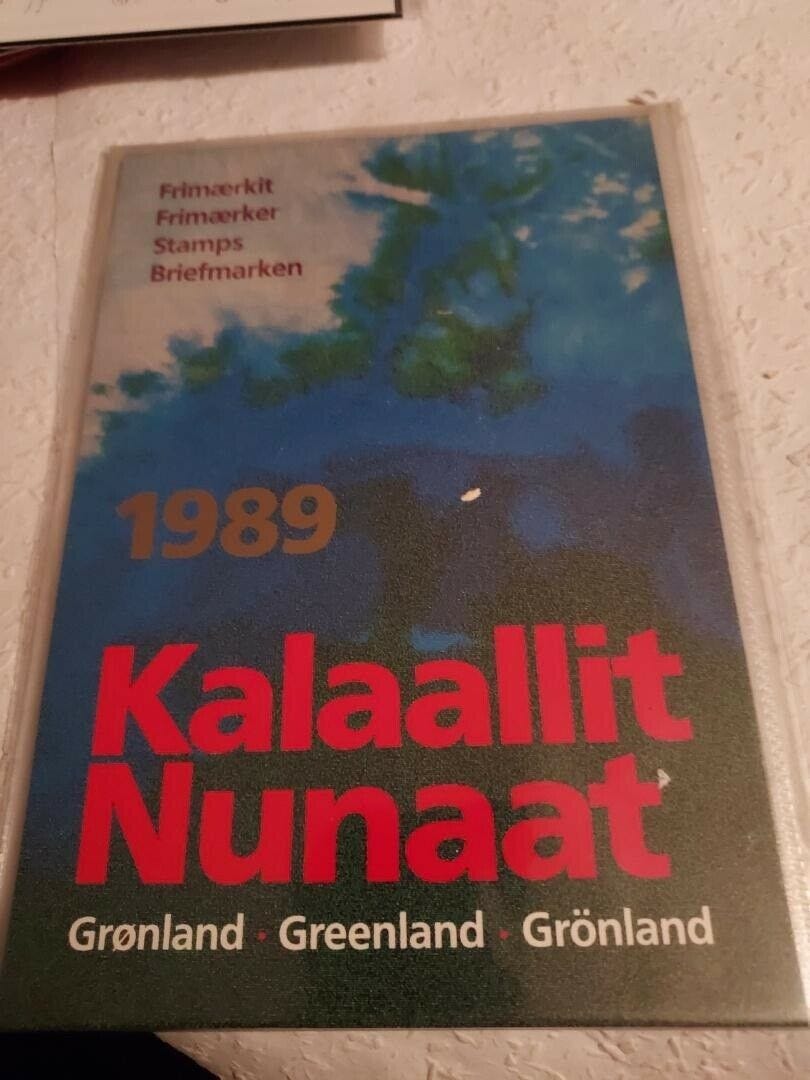 Frimærkit
Frimærker
Stamps
Briefmarken
1989
Kalaallit
Nunaat
Grønland · Greenland · Grönland